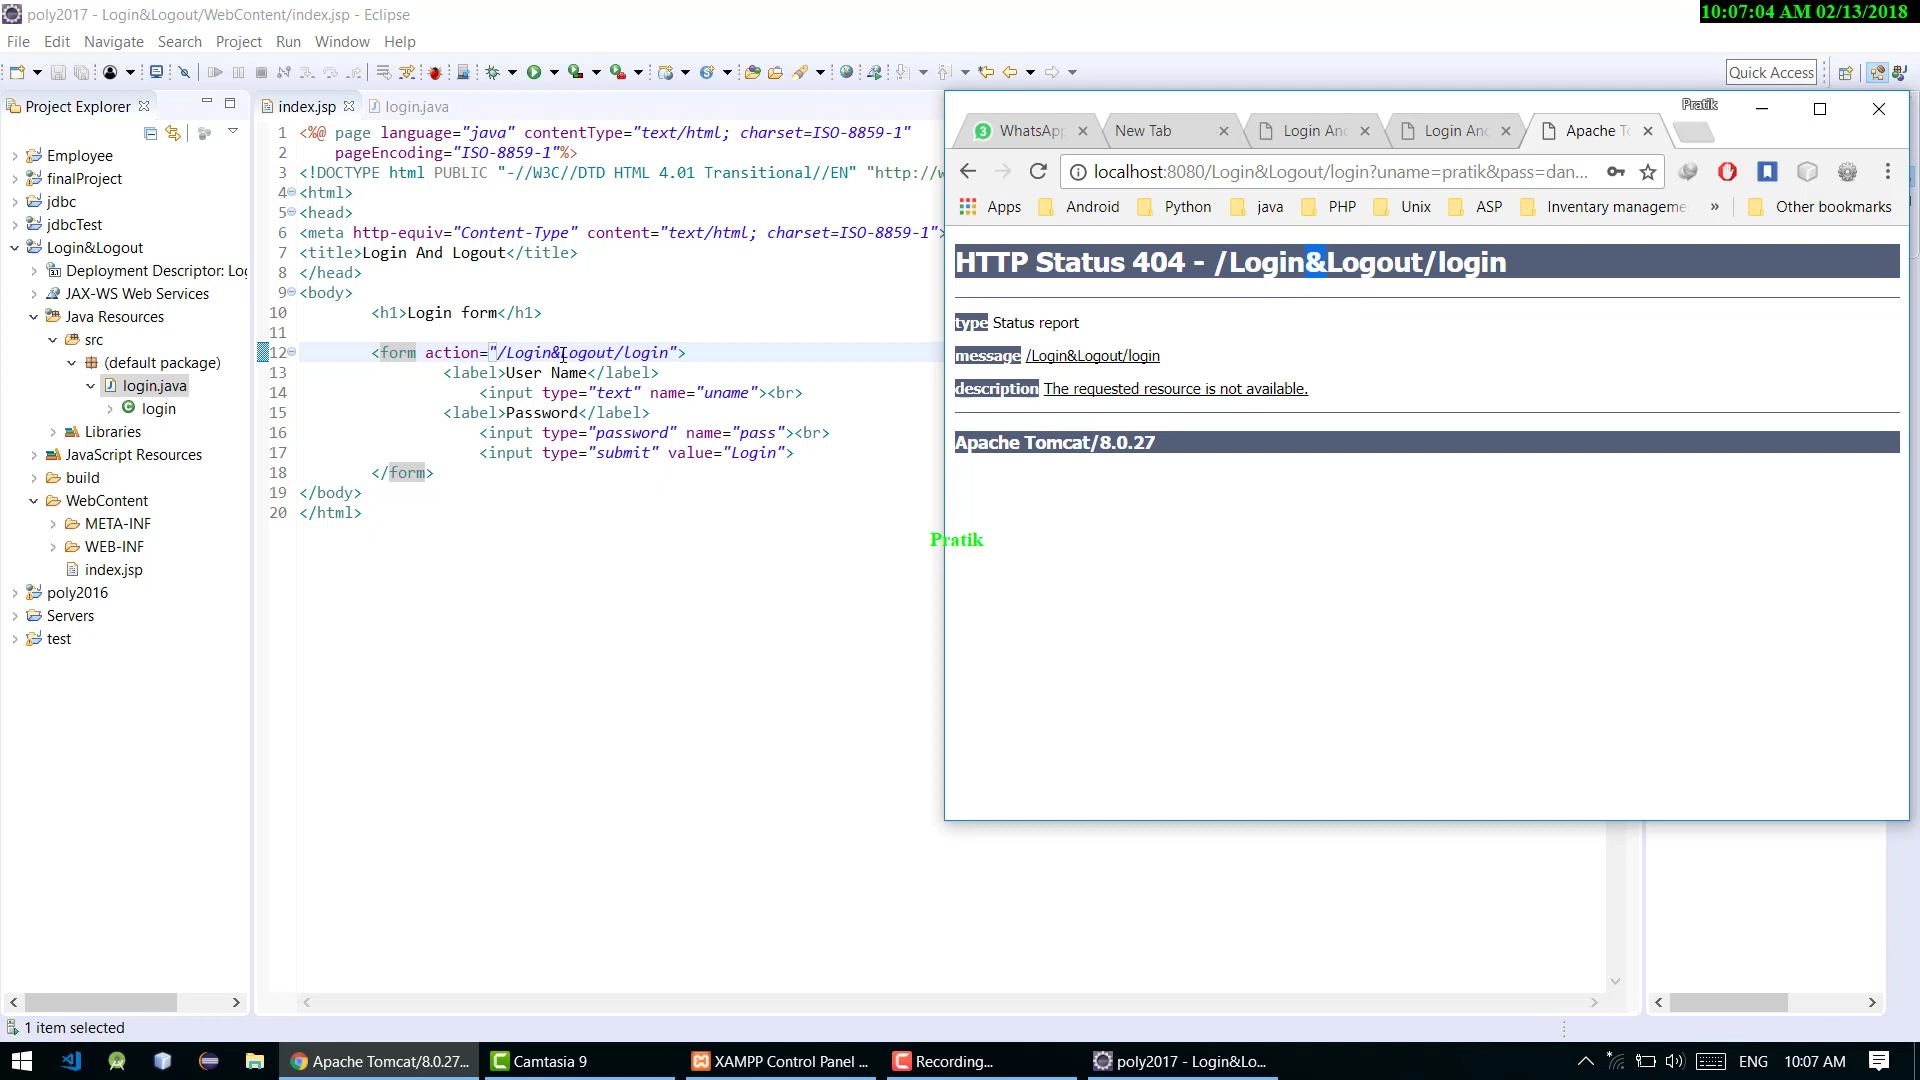 poly2017 - Login&Logout/WebContent/index.jsp - Eclipse
10:07:04 AM 02/13/2018
File Edit Navigate Search Project Run Window Help
Quick Access
Project Explorer
index.jsp
login.java
Employee
finalProject
jdbc
jdbcTest
Login&Logout
Deployment Descriptor: Log
JAX-WS Web Services
Java Resources
src
(default package)
login.java
login
Libraries
JavaScript Resources
build
WebContent
META-INF
WEB-INF
index.jsp
poly2016
Servers
test
1 <%@ page language="java" contentType="text/html; charset=ISO-8859-1"
2 pageEncoding="ISO-8859-1"%>
3 <!DOCTYPE html PUBLIC "-//W3C//DTD HTML 4.01 Transitional//EN" "http://w
4 <html>
5 <head>
6 <meta http-equiv="Content-Type" content="text/html; charset=ISO-8859-1">
7 <title>Login And Logout</title>
8 </head>
9 <body>
10 <h1>Login form</h1>
11
12 <form action="/Login&Logout/login">
13 <label>User Name</label>
14 <input type="text" name="uname"><br>
15 <label>Password</label>
16 <input type="password" name="pass"><br>
17 <input type="submit" value="Login">
18 </form>
19 </body>
20 </html>
Pratik
WhatsApp
New Tab
Login And
Login And
Apache To
localhost:8080/Login&Logout/login?uname=pratik&pass=dan...
Apps Android Python java PHP Unix ASP Inventory manageme » Other bookmarks
HTTP Status 404 - /Login&Logout/login
type Status report
message /Login&Logout/login
description The requested resource is not available.
Apache Tomcat/8.0.27
Pratik
1 item selected
Apache Tomcat/8.0.27...
Camtasia 9
XAMPP Control Panel ...
Recording...
poly2017 - Login&Lo...
ENG
10:07 AM